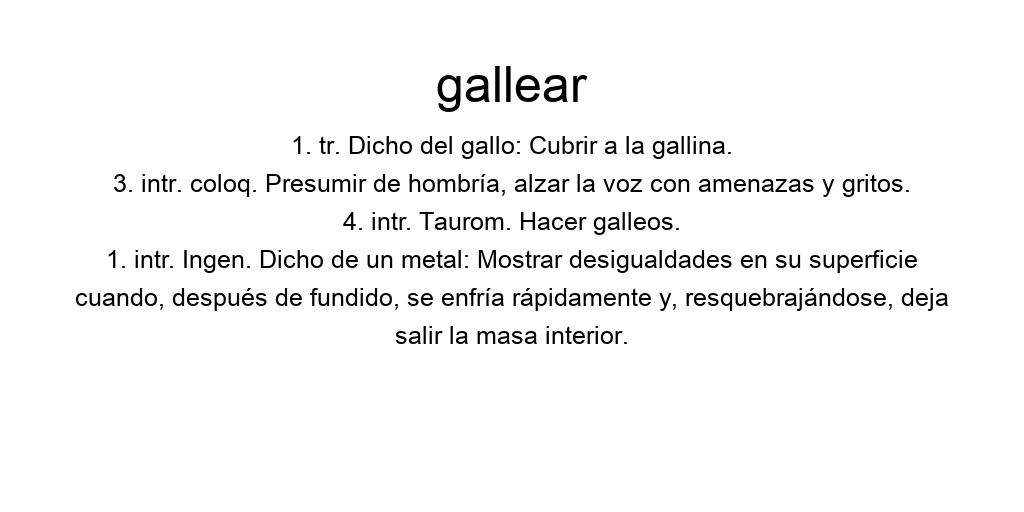 gallear
1. tr. Dicho del gallo: Cubrir a la gallina.
3. intr. coloq. Presumir de hombría, alzar la voz con amenazas y gritos.
4. intr. Taurom. Hacer galleos.
1. intr. Ingen. Dicho de un metal: Mostrar desigualdades en su superficie
cuando, después de fundido, se enfría rápidamente y, resquebrajándose, deja
salir la masa interior.